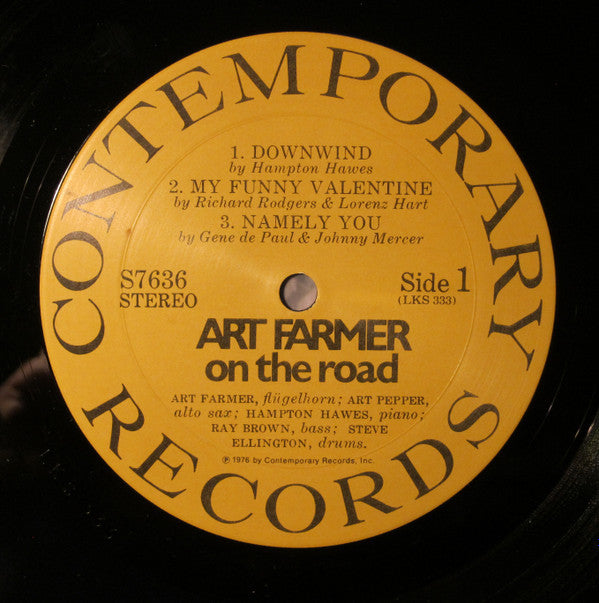 CONTEMPORARY
RECORDS
1. DOWNWIND
by Hampton Hawes
2. MY FUNNY VALENTINE
by Richard Rodgers & Lorenz Hart
3. NAMELY YOU
by Gene de Paul & Johnny Mercer
S7636
STEREO
Side 1
(LKS 333)
ART FARMER
on the road
ART FARMER, flügelhorn; ART PEPPER,
alto sax; HAMPTON HAWES, piano;
RAY BROWN, bass; STEVE
ELLINGTON, drums.
℗ 1976 by Contemporary Records, Inc.